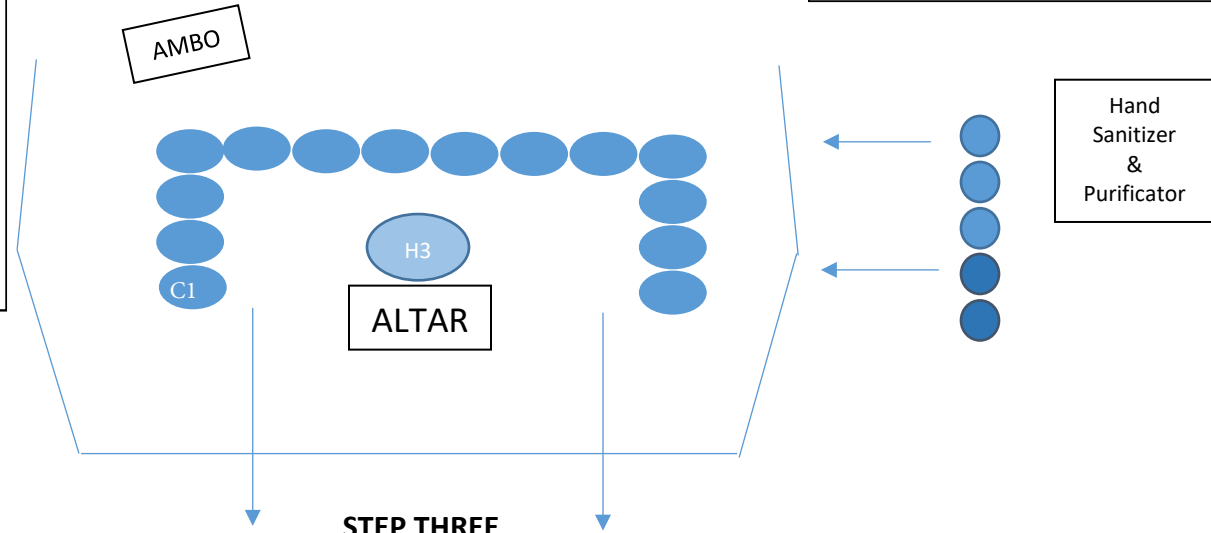 AMBO
Hand
Sanitizer
&
Purificator
H3
C1
ALTAR
STEP THREE